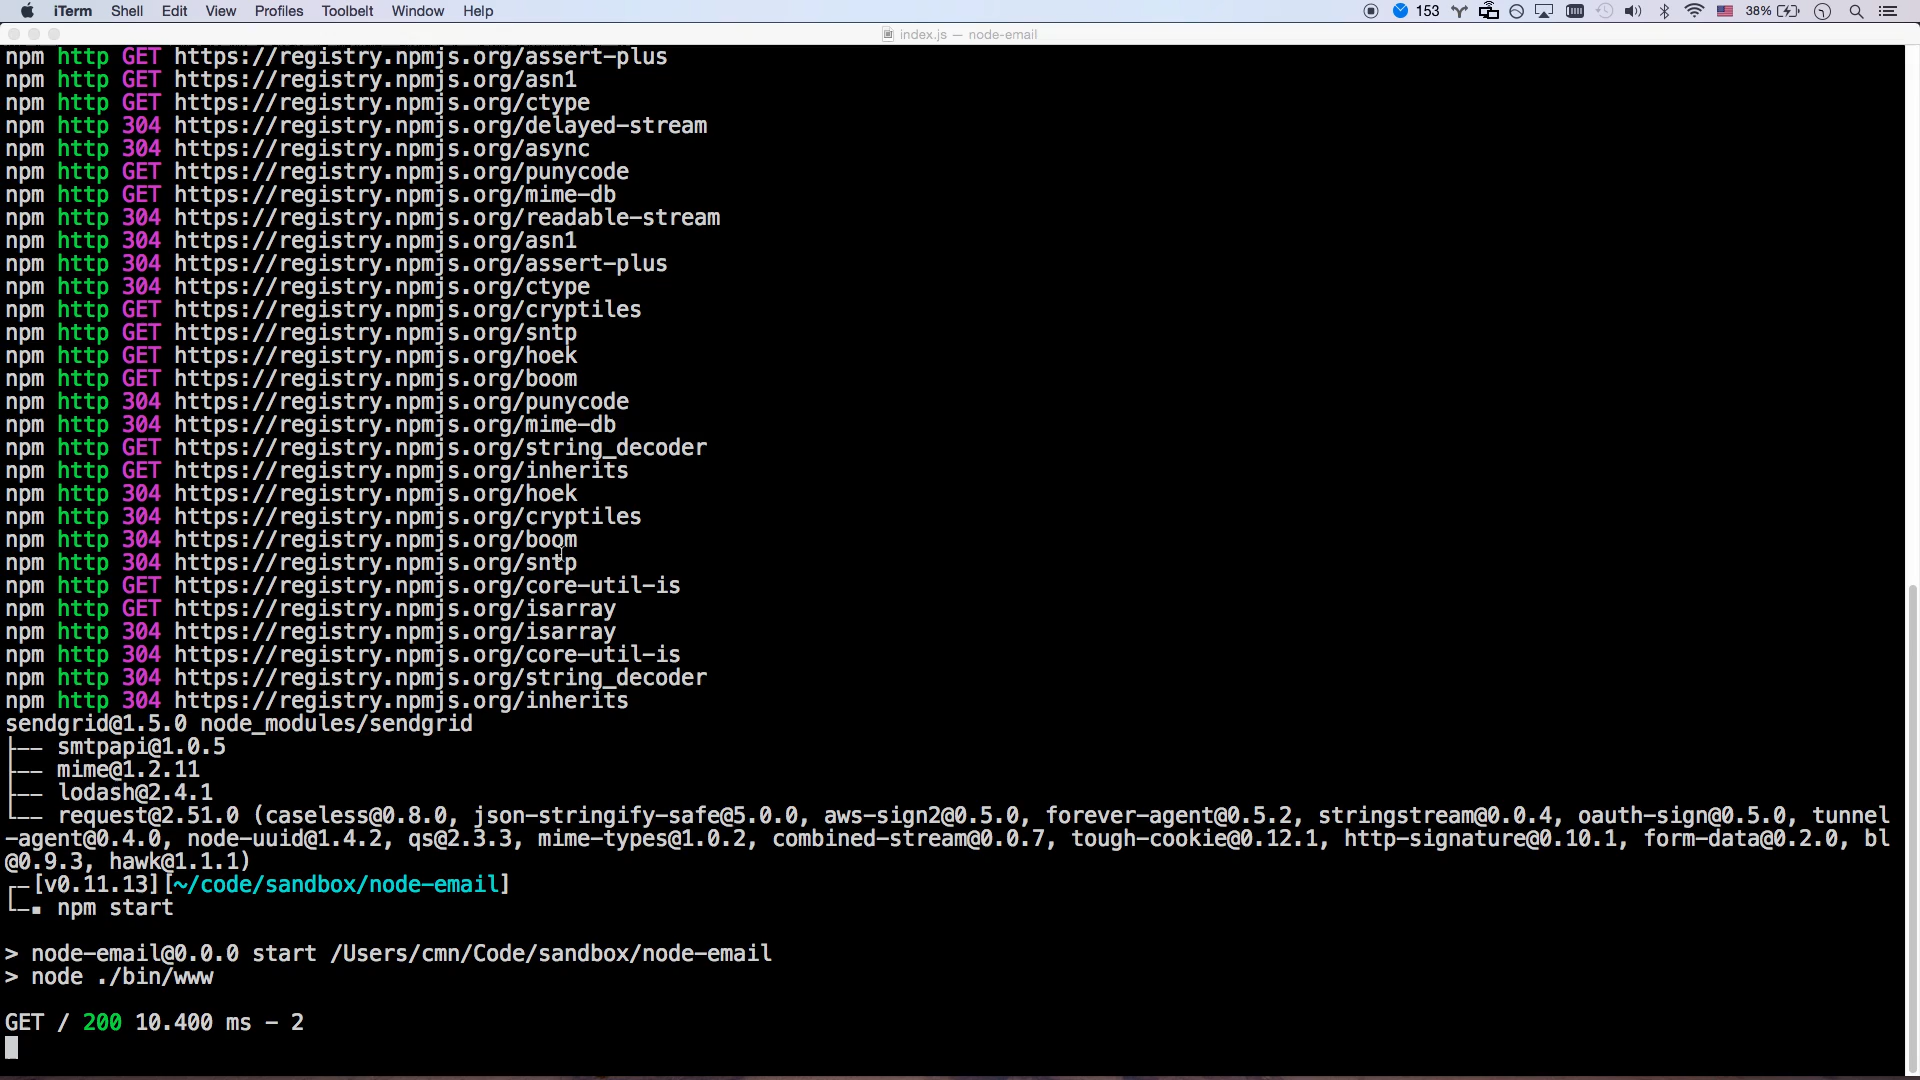 iTerm Shell Edit View Profiles Toolbelt Window Help 153 38%
index.js — node-email
npm http GET https://registry.npmjs.org/assert-plus
npm http GET https://registry.npmjs.org/asn1
npm http GET https://registry.npmjs.org/ctype
npm http 304 https://registry.npmjs.org/delayed-stream
npm http 304 https://registry.npmjs.org/async
npm http GET https://registry.npmjs.org/punycode
npm http GET https://registry.npmjs.org/mime-db
npm http 304 https://registry.npmjs.org/readable-stream
npm http 304 https://registry.npmjs.org/asn1
npm http 304 https://registry.npmjs.org/assert-plus
npm http 304 https://registry.npmjs.org/ctype
npm http GET https://registry.npmjs.org/cryptiles
npm http GET https://registry.npmjs.org/sntp
npm http GET https://registry.npmjs.org/hoek
npm http GET https://registry.npmjs.org/boom
npm http 304 https://registry.npmjs.org/punycode
npm http 304 https://registry.npmjs.org/mime-db
npm http GET https://registry.npmjs.org/string_decoder
npm http GET https://registry.npmjs.org/inherits
npm http 304 https://registry.npmjs.org/hoek
npm http 304 https://registry.npmjs.org/cryptiles
npm http 304 https://registry.npmjs.org/boom
npm http 304 https://registry.npmjs.org/sntp
npm http GET https://registry.npmjs.org/core-util-is
npm http GET https://registry.npmjs.org/isarray
npm http 304 https://registry.npmjs.org/isarray
npm http 304 https://registry.npmjs.org/core-util-is
npm http 304 https://registry.npmjs.org/string_decoder
npm http 304 https://registry.npmjs.org/inherits
sendgrid@1.5.0 node_modules/sendgrid
├── smtpapi@1.0.5
├── mime@1.2.11
├── lodash@2.4.1
└── request@2.51.0 (caseless@0.8.0, json-stringify-safe@5.0.0, aws-sign2@0.5.0, forever-agent@0.5.2, stringstream@0.0.4, oauth-sign@0.5.0, tunnel
-agent@0.4.0, node-uuid@1.4.2, qs@2.3.3, mime-types@1.0.2, combined-stream@0.0.7, tough-cookie@0.12.1, http-signature@0.10.1, form-data@0.2.0, bl
@0.9.3, hawk@1.1.1)
┌─[v0.11.13][~/code/sandbox/node-email]
└─▪ npm start
> node-email@0.0.0 start /Users/cmn/Code/sandbox/node-email
> node ./bin/www
GET / 200 10.400 ms - 2